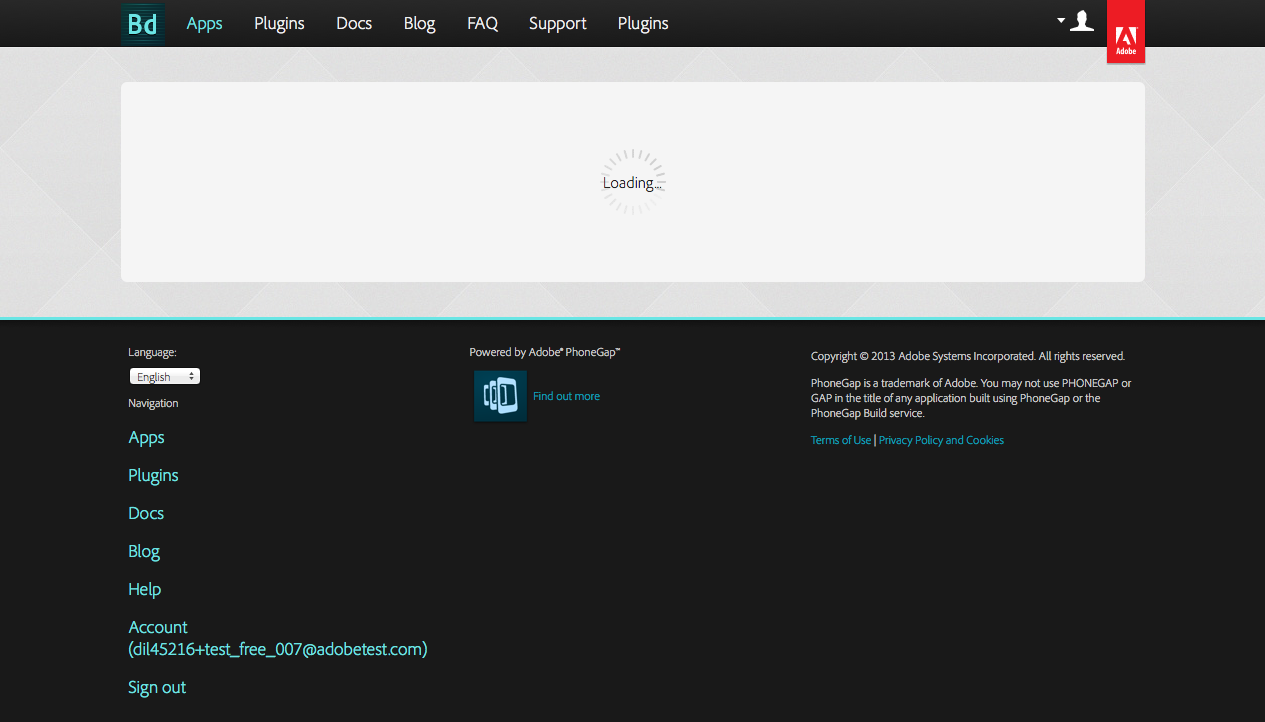 Bd Apps Plugins Docs Blog FAQ Support Plugins
Adobe
Loading...
Language:
English
Navigation
Apps
Plugins
Docs
Blog
Help
Account
(dil45216+test_free_007@adobetest.com)
Sign out
Powered by Adobe® PhoneGap™
Find out more
Copyright © 2013 Adobe Systems Incorporated. All rights reserved.
PhoneGap is a trademark of Adobe. You may not use PHONEGAP or
GAP in the title of any application built using PhoneGap or the
PhoneGap Build service.
Terms of Use | Privacy Policy and Cookies